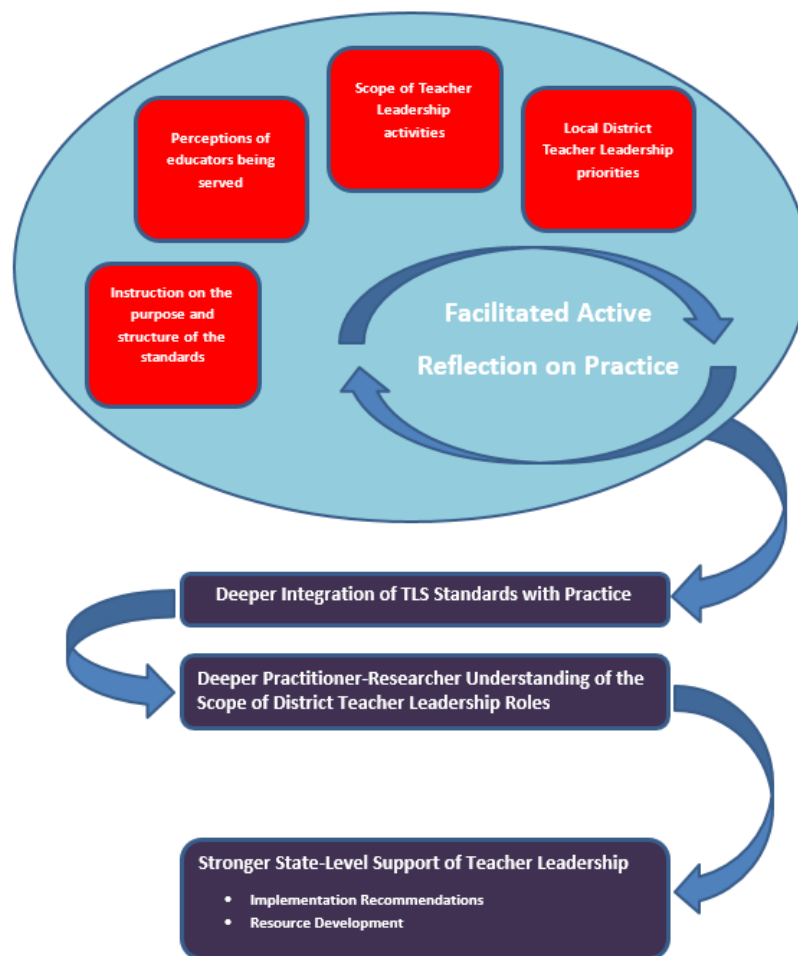 Scope of Teacher
Leadership
activities
Perceptions of
educators being
served
Local District
Teacher Leadership
priorities
Instruction on the
purpose and
structure of the
standards
Facilitated Active
Reflection on Practice
Deeper Integration of TLS Standards with Practice
Deeper Practitioner-Researcher Understanding of the
Scope of District Teacher Leadership Roles
Stronger State-Level Support of Teacher Leadership
• Implementation Recommendations
• Resource Development